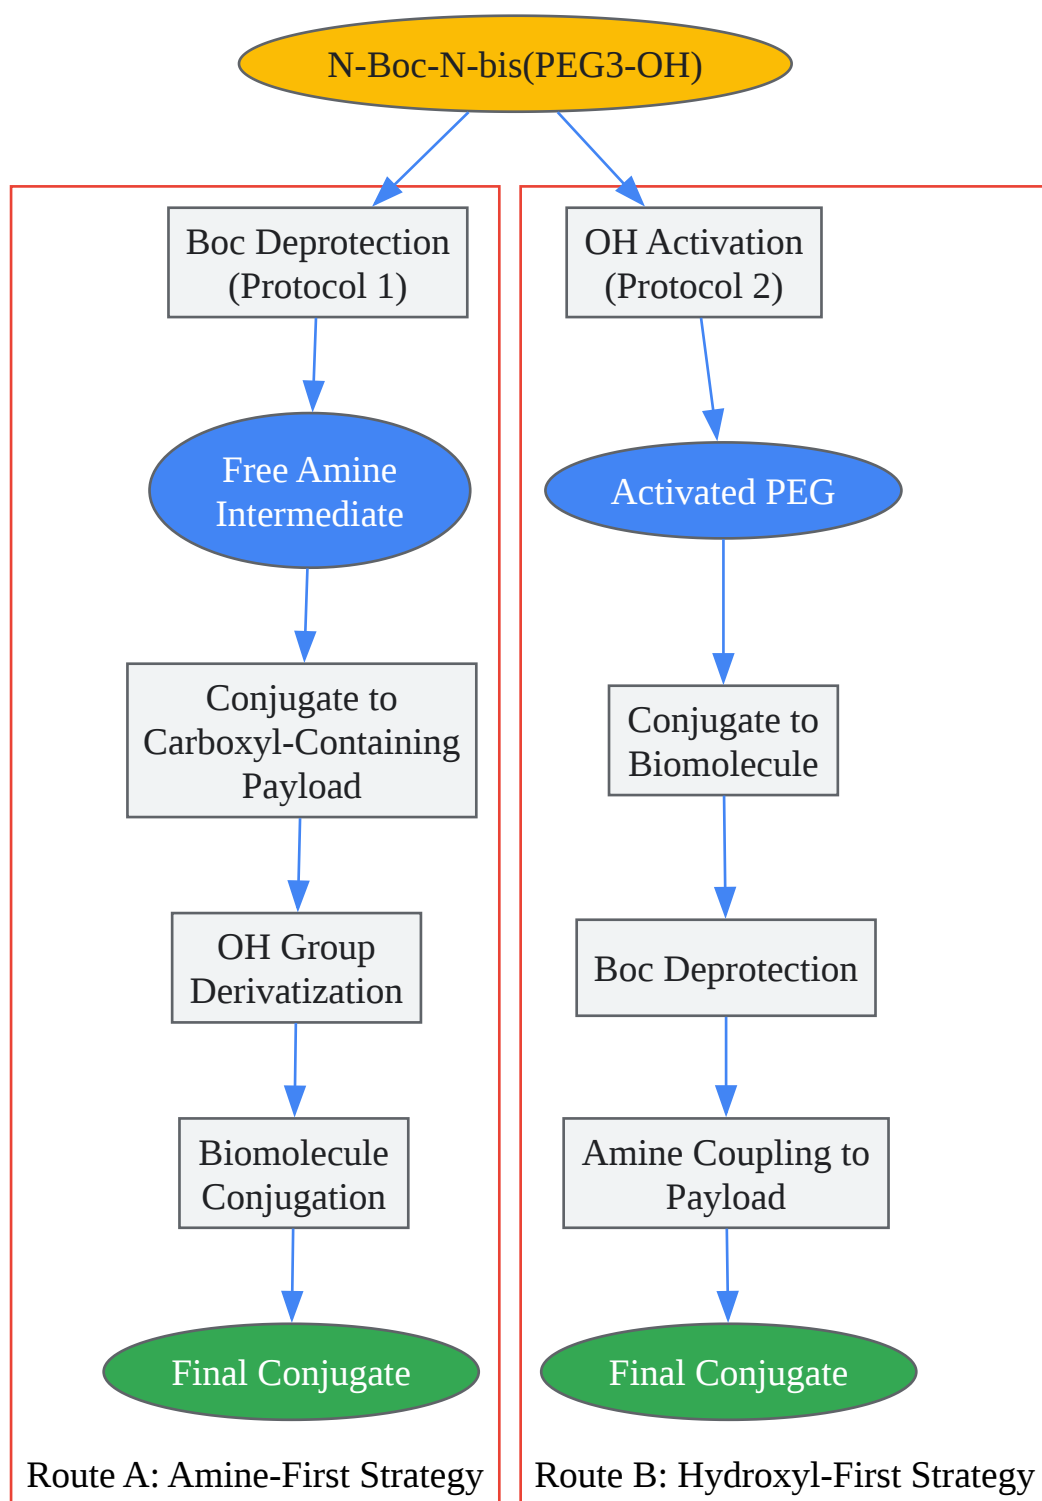 N-Boc-N-bis(PEG3-OH)
Boc Deprotection
(Protocol 1)
Free Amine
Intermediate
Conjugate to
Carboxyl-Containing
Payload
OH Group
Derivatization
Biomolecule
Conjugation
Final Conjugate
Route A: Amine-First Strategy
OH Activation
(Protocol 2)
Activated PEG
Conjugate to
Biomolecule
Boc Deprotection
Amine Coupling to
Payload
Final Conjugate
Route B: Hydroxyl-First Strategy